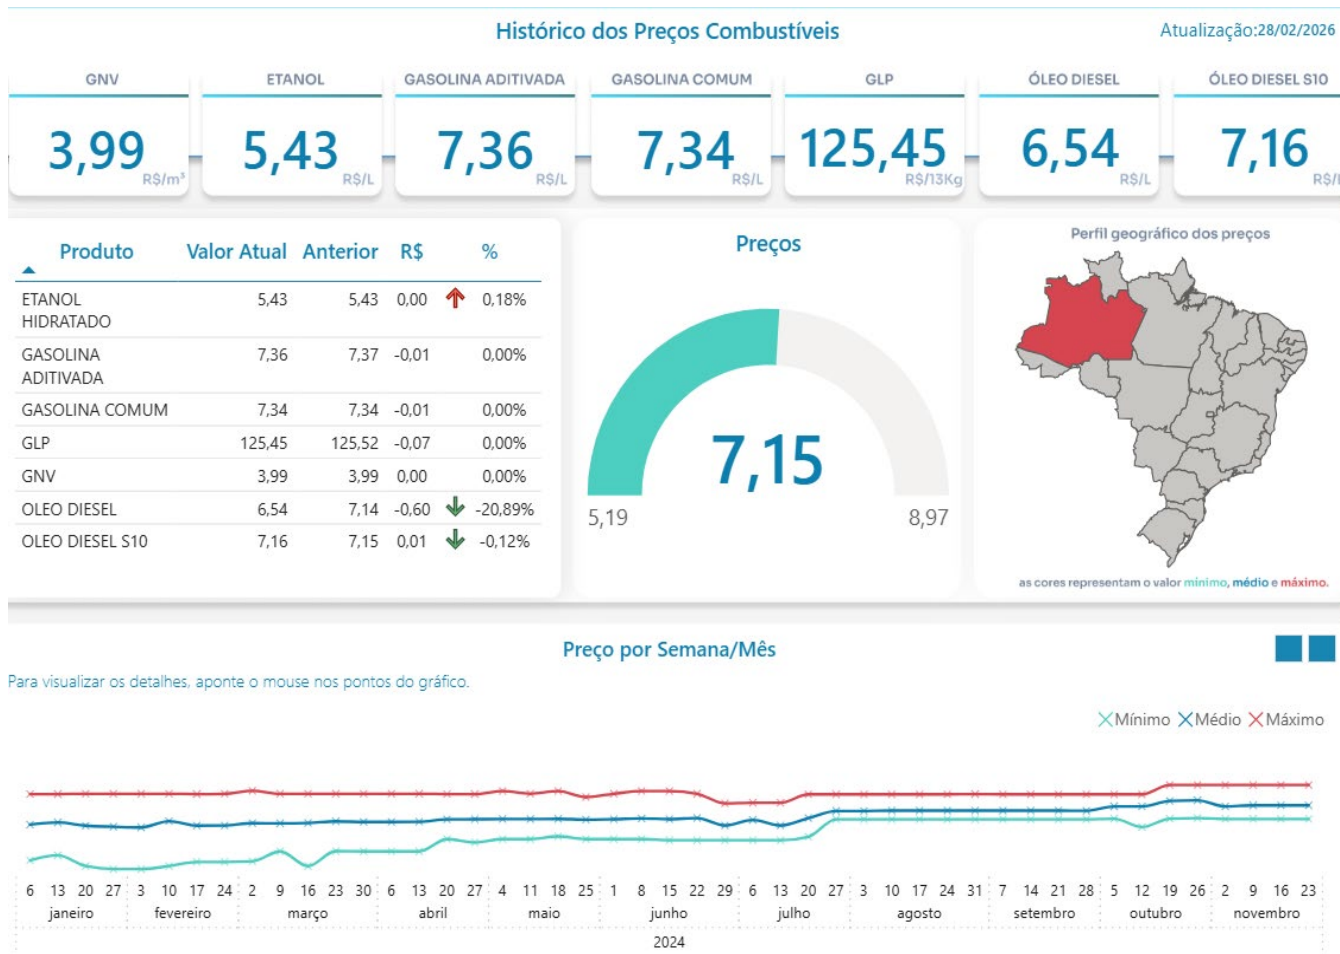 Histórico dos Preços Combustíveis
Atualização:28/02/2026
GNV
3,99
R$/m³
ETANOL
5,43
R$/L
GASOLINA ADITIVADA
7,36
R$/L
GASOLINA COMUM
7,34
R$/L
GLP
125,45
R$/13Kg
ÓLEO DIESEL
6,54
R$/L
ÓLEO DIESEL S10
7,16
R$/
Produto Valor Atual Anterior R$ %
ETANOL HIDRATADO 5,43 5,43 0,00 0,18%
GASOLINA ADITIVADA 7,36 7,37 -0,01 0,00%
GASOLINA COMUM 7,34 7,34 -0,01 0,00%
GLP 125,45 125,52 -0,07 0,00%
GNV 3,99 3,99 0,00 0,00%
OLEO DIESEL 6,54 7,14 -0,60 -20,89%
OLEO DIESEL S10 7,16 7,15 0,01 -0,12%
Preços
7,15
5,19
8,97
Perfil geográfico dos preços
as cores representam o valor mínimo, médio e máximo.
Preço por Semana/Mês
Para visualizar os detalhes, aponte o mouse nos pontos do gráfico.
Mínimo Médio Máximo
6 13 20 27 3 10 17 24 2 9 16 23 30 6 13 20 27 4 11 18 25 1 8 15 22 29 6 13 20 27 3 10 17 24 31 7 14 21 28 5 12 19 26 2 9 16 23
janeiro fevereiro março abril maio junho julho agosto setembro outubro novembro
2024